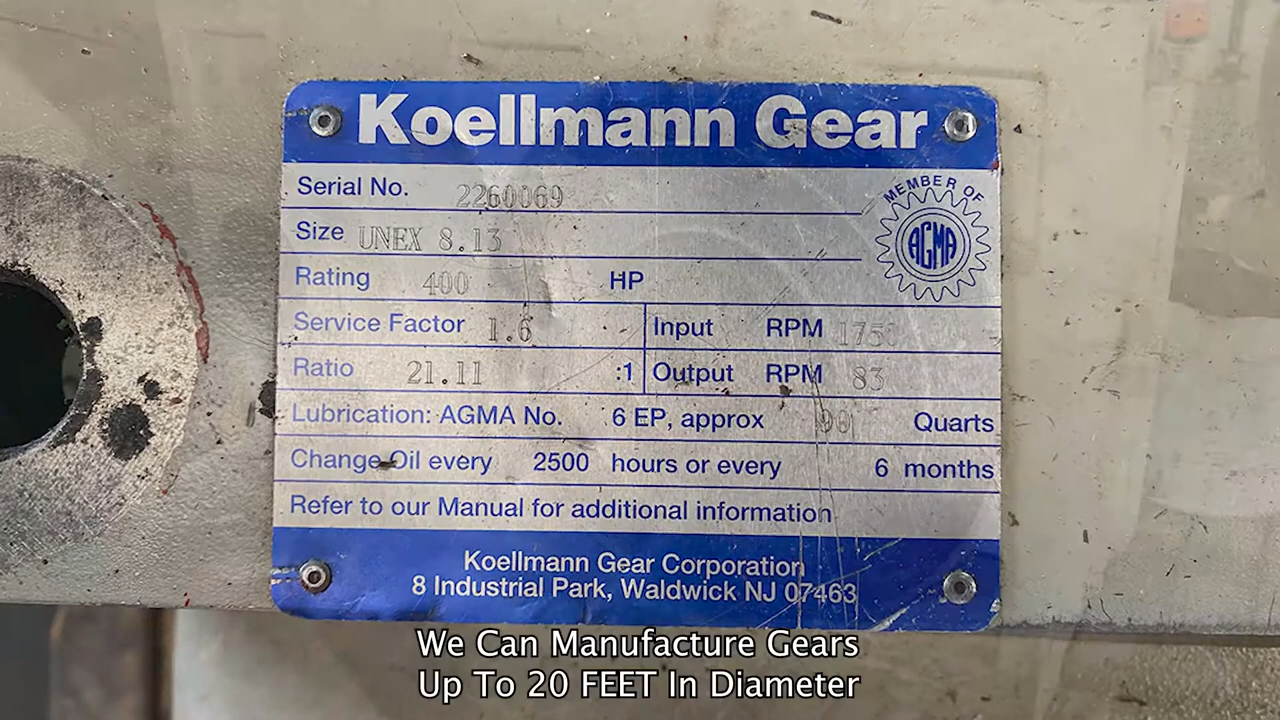 Koellmann Gear
Serial No. 2260069
MEMBER OF
AGMA
Size UNEX 8.13
Rating 400 HP
Service Factor 1.6
Input RPM 1750
Ratio 21.11 :1
Output RPM 83
Lubrication: AGMA No. 6 EP, approx 90 Quarts
Change Oil every 2500 hours or every 6 months
Refer to our Manual for additional information
Koellmann Gear Corporation
8 Industrial Park, Waldwick NJ 07463
We Can Manufacture Gears
Up To 20 FEET In Diameter